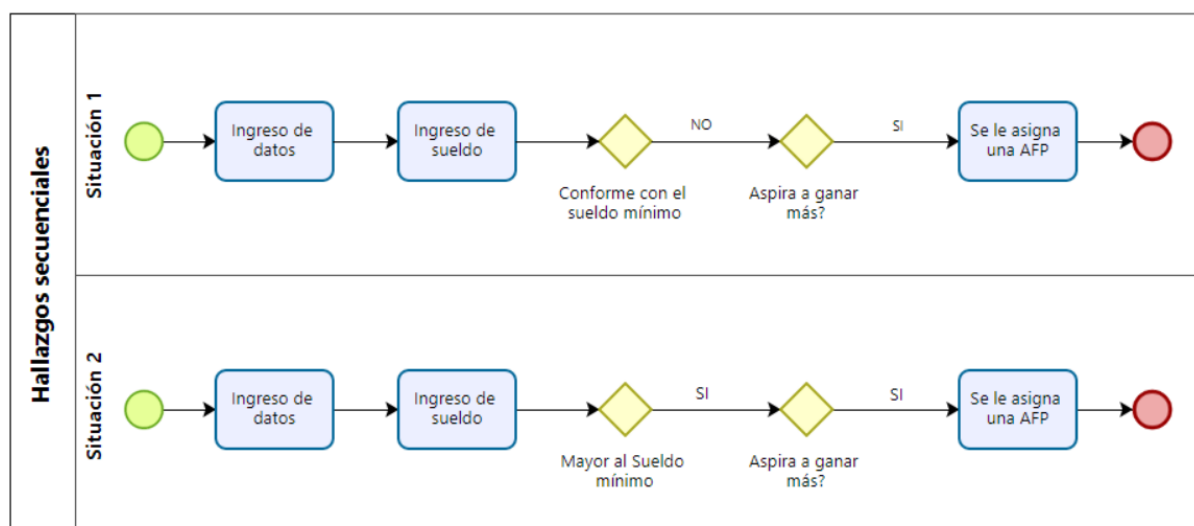 Hallazgos secuenciales
Situación 1
Ingreso de
datos
Ingreso de
sueldo
Conforme con el
sueldo mínimo
NO
Aspira a ganar
más?
SI
Se le asigna
una AFP
Situación 2
Ingreso de
datos
Ingreso de
sueldo
Mayor al Sueldo
mínimo
SI
Aspira a ganar
más?
SI
Se le asigna
una AFP